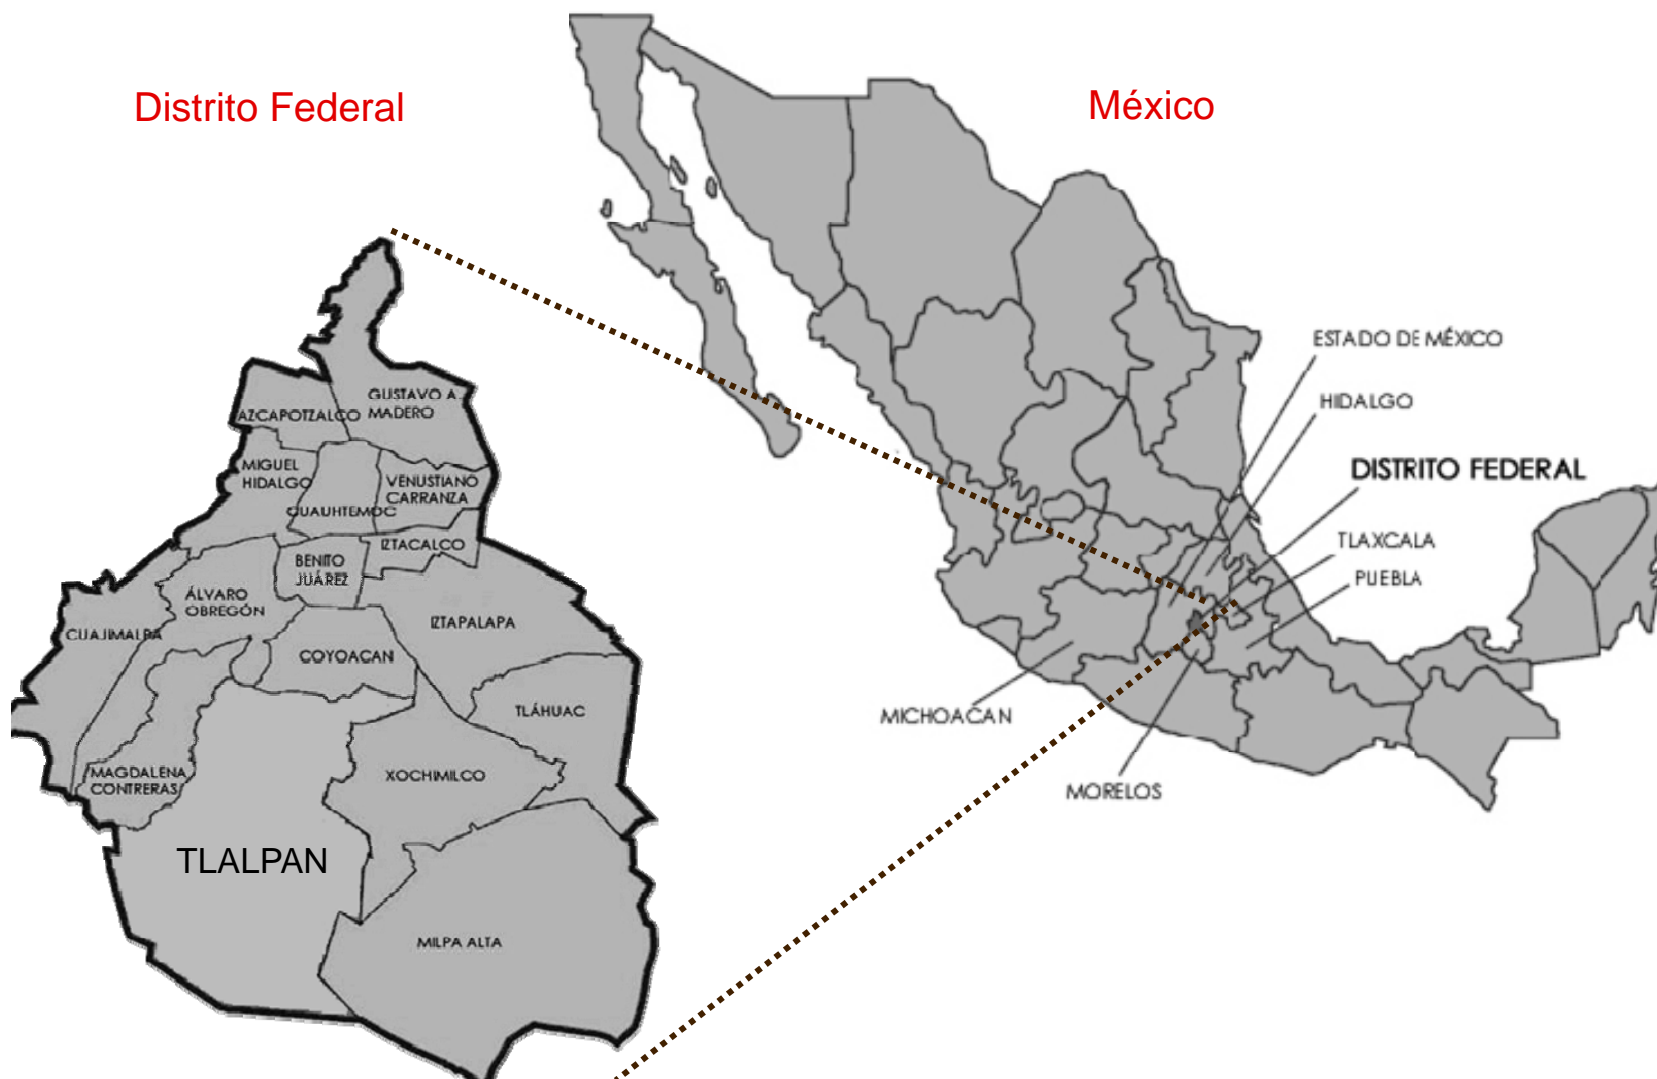 Distrito Federal
México
GUSTAVO A.
MADERO
AZCAPOTZALCO
MIGUEL
HIDALGO
VENUSTIANO
CARRANZA
CUAUHTEMOC
IZTACALCO
BENITO
JUÁREZ
ÁLVARO
OBREGÓN
IZTAPALAPA
CUAJIMALPA
COYOACAN
TLÁHUAC
MAGDALENA
CONTRERAS
XOCHIMILCO
TLALPAN
MILPA ALTA
ESTADO DE MÉXICO
HIDALGO
DISTRITO FEDERAL
TLAXCALA
PUEBLA
MICHOACAN
MORELOS